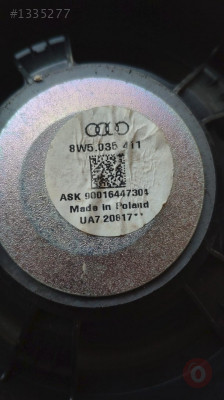 #1335277
8W5.035 411
ASK 90016447304
Made in Poland
UA7 20817**